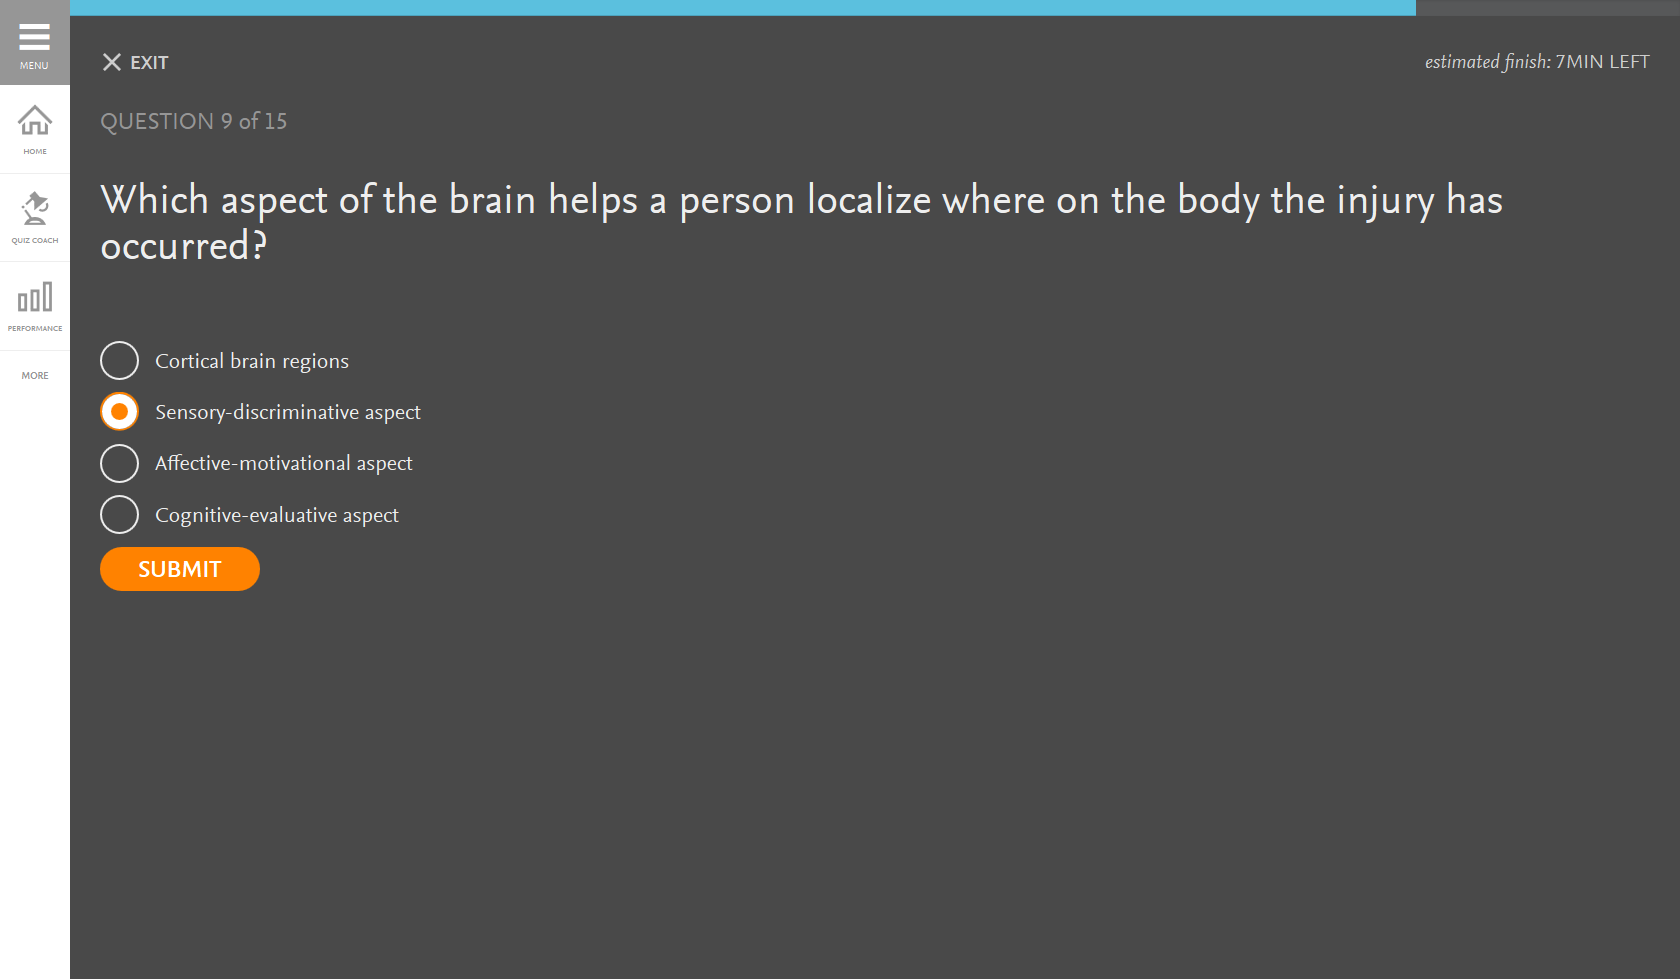 MENU
HOME
QUIZ COACH
PERFORMANCE
MORE
EXIT
estimated finish: 7MIN LEFT
QUESTION 9 of 15
Which aspect of the brain helps a person localize where on the body the injury has
occurred?
Cortical brain regions
Sensory-discriminative aspect
Affective-motivational aspect
Cognitive-evaluative aspect
SUBMIT